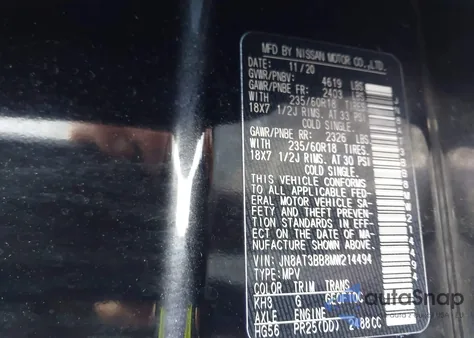 MFD BY NISSAN MOTOR CO.,LTD.
DATE: 11/20
GVWR/PNBV: 4619 LBS
GAWR/PNBE FR: 2423 LBS
WITH 235/60R18 TIRES
18X7 1/2J RIMS. AT 33 PSI
COLD SINGLE.
GAWR/PNBE RR: 2326 LBS
WITH 235/60R18 TIRES.
18X7 1/2J RIMS. AT 30 PSI
COLD SINGLE.
THIS VEHICLE CONFORMS
TO ALL APPLICABLE FED-
ERAL MOTOR VEHICLE SA-
FETY AND THEFT PREVEN-
TION STANDARDS IN EFF-
ECT ON THE DATE OF MA-
NUFACTURE SHOWN ABOVE.
VIN: JN8AT3BB8MW214494
TYPE: MPV
COLOR TRIM TRANS
KH3 G
AXLE ENGINE
HG56 PR25(DD) 2488CC
autaSnap